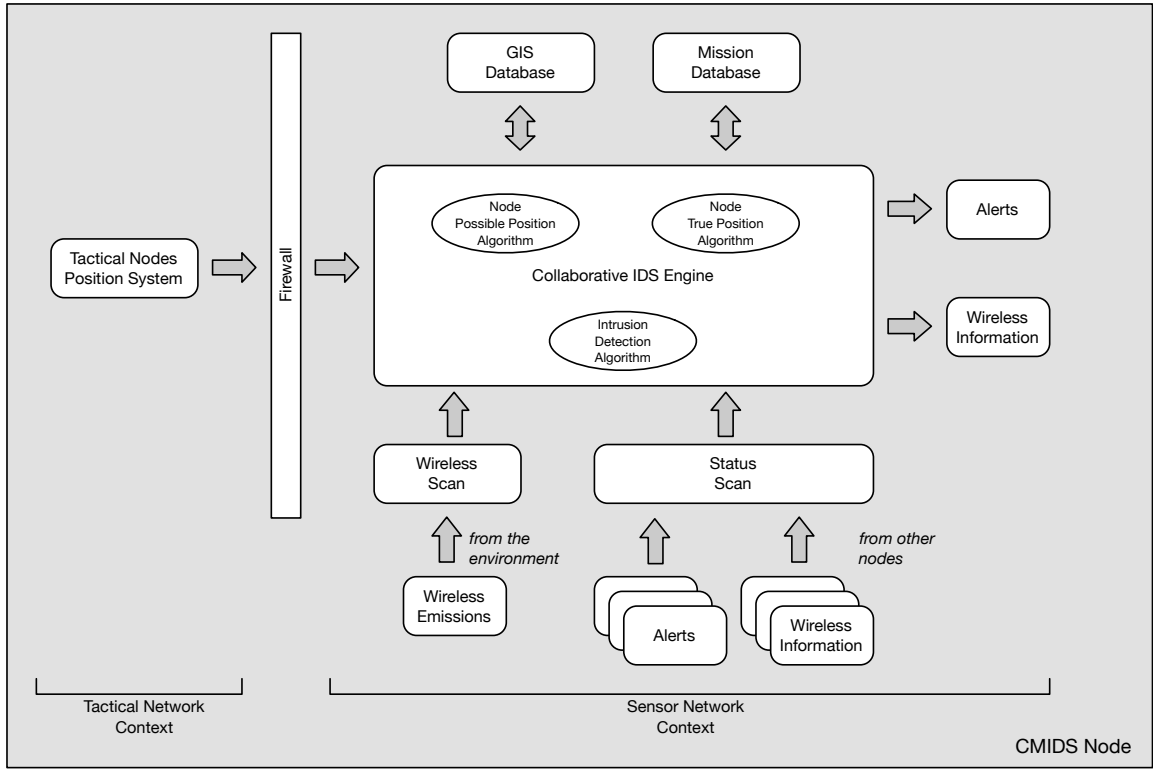 GIS
Database
Mission
Database
Node
Possible Position
Algorithm
Node
True Position
Algorithm
Alerts
Tactical Nodes
Position System
Firewall
Collaborative IDS Engine
Wireless
Information
Intrusion
Detection
Algorithm
Wireless
Scan
Status
Scan
from the
environment
from other
nodes
Wireless
Emissions
Alerts
Wireless
Information
Tactical Network
Context
Sensor Network
Context
CMIDS Node